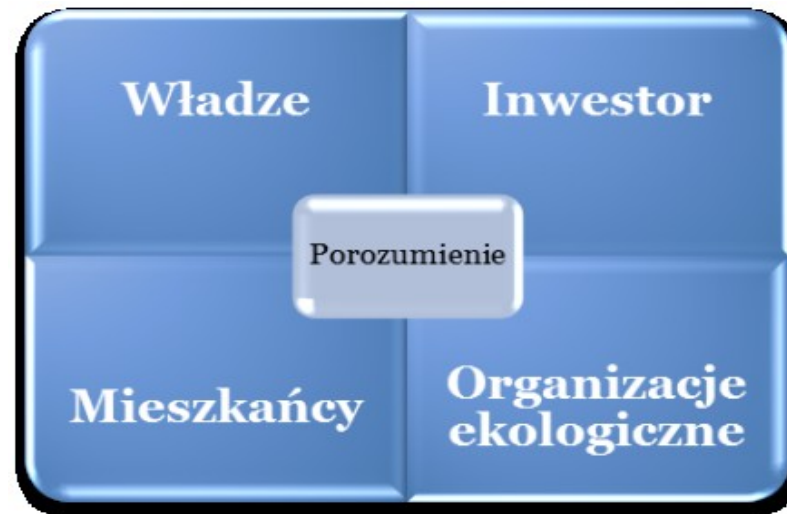 Władze
Inwestor
Porozumienie
Mieszkańcy
Organizacje
ekologiczne